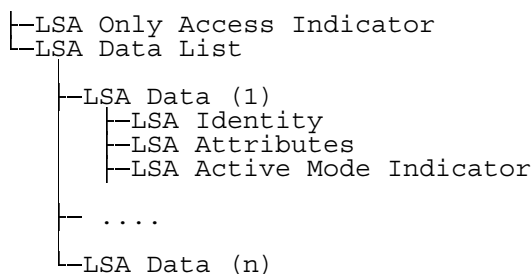 LSA Only Access Indicator
LSA Data List
LSA Data (1)
LSA Identity
LSA Attributes
LSA Active Mode Indicator
....
LSA Data (n)